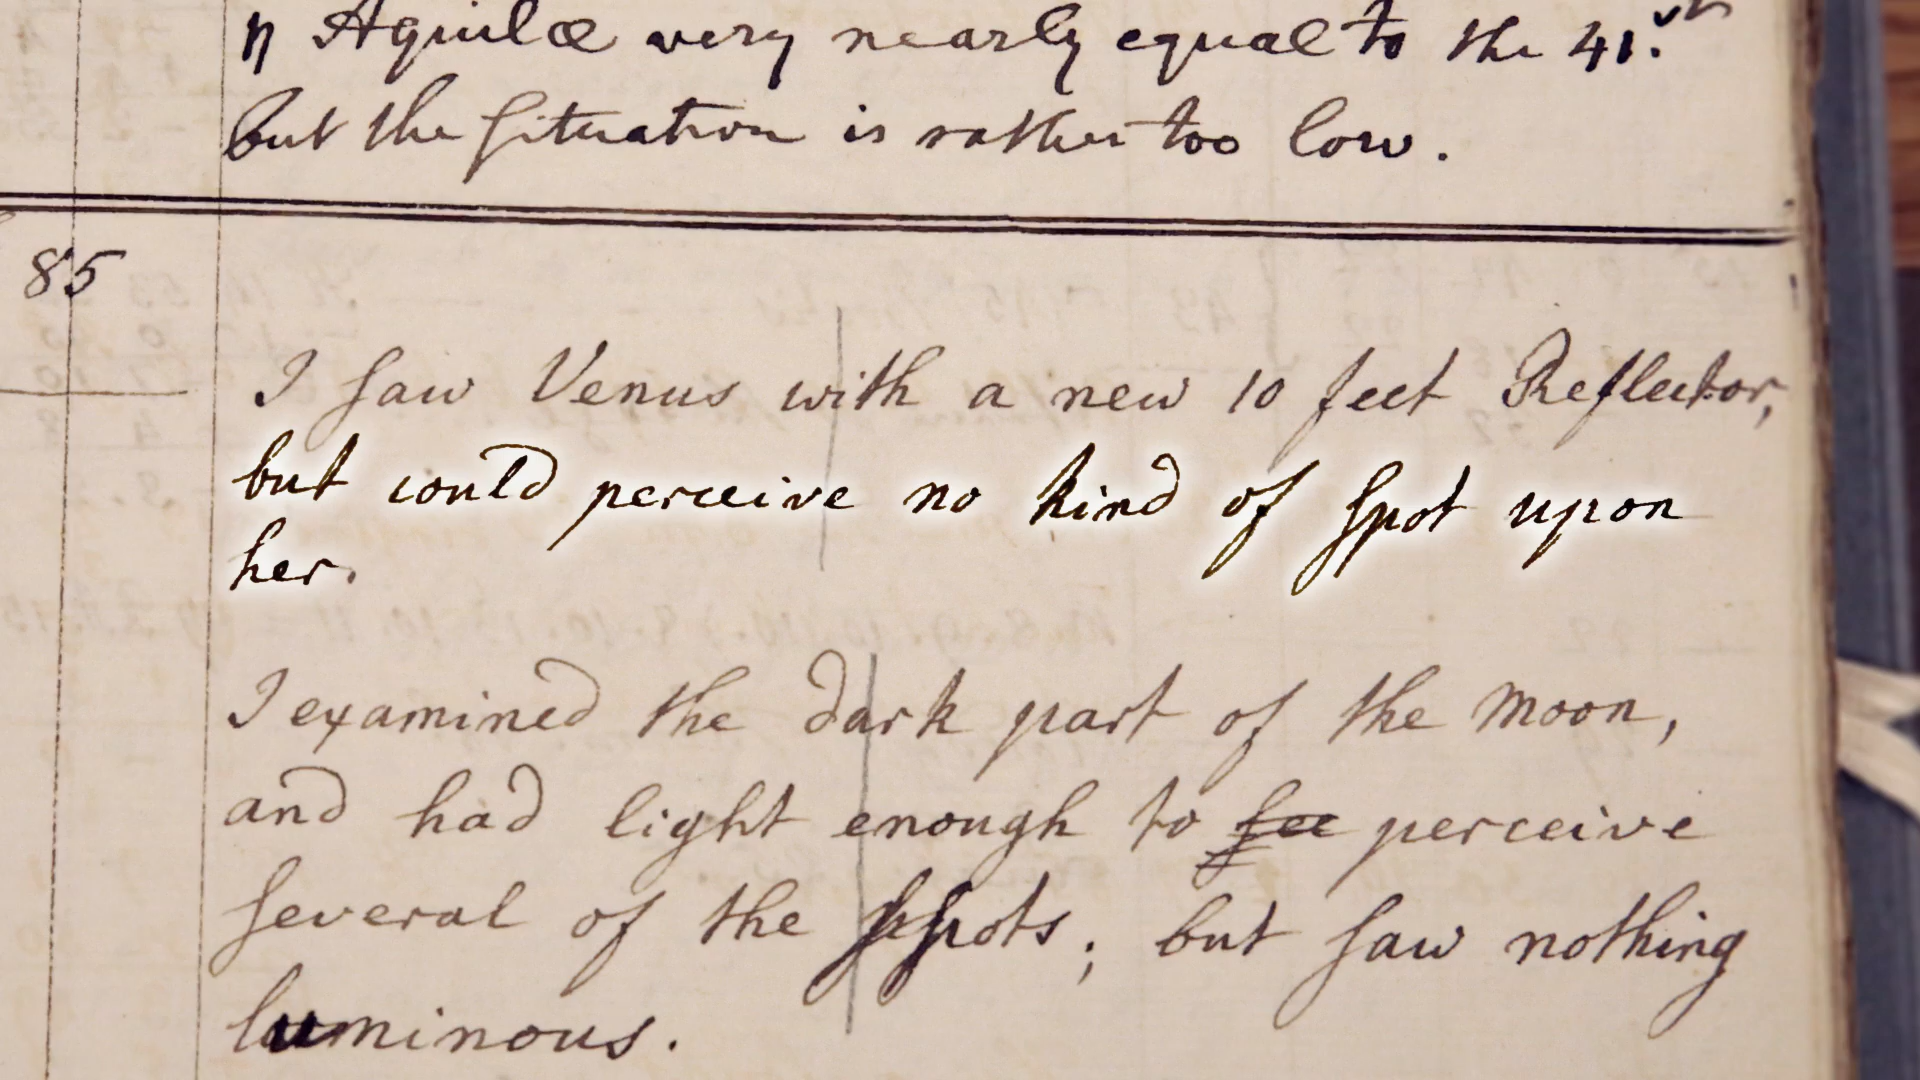 η Aquilæ very nearly equal to the 41.st
but the ſituation is rather too low.
85
I ſaw Venus with a new 10 feet Reflector,
but could perceive no kind of ſpot upon
her.
I examined the dark part of the Moon,
and had light enough to ſee perceive
ſeveral of the ſpots; but ſaw nothing
luminous.